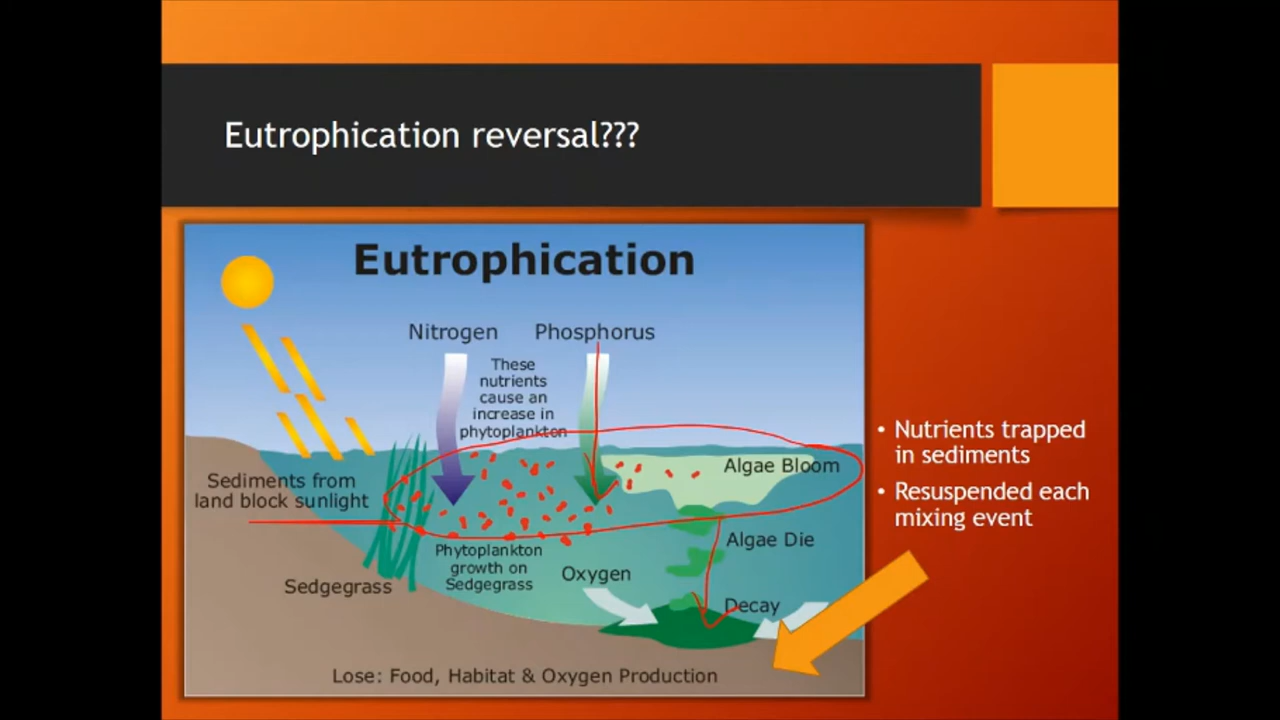 Eutrophication reversal???
Eutrophication
Nitrogen
Phosphorus
These
nutrients
cause an
increase in
phytoplankton
Sediments from
land block sunlight
Algae Bloom
Algae Die
Phytoplankton
growth on
Sedgegrass
Oxygen
Sedgegrass
Decay
Lose: Food, Habitat & Oxygen Production
• Nutrients trapped
in sediments
• Resuspended each
mixing event